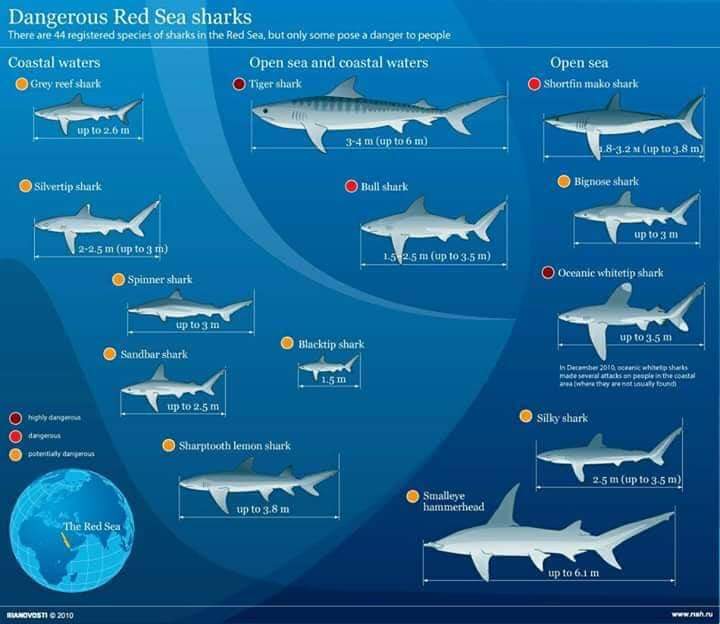 Dangerous Red Sea sharks
There are 44 registered species of sharks in the Red Sea, but only some pose a danger to people
Coastal waters
Open sea and coastal waters
Open sea
Grey reef shark
up to 2.6 m
Tiger shark
3-4 m (up to 6 m)
Shortfin mako shark
1.8-3.2 м (up to 3.8 m)
Silvertip shark
2-2.5 m (up to 3 m)
Bull shark
1.5-2.5 m (up to 3.5 m)
Bignose shark
up to 3 m
Spinner shark
up to 3 m
Oceanic whitetip shark
up to 3.5 m
In December 2010, oceanic whitetip sharks
made several attacks on people in the coastal
area (where they are not usually found)
Sandbar shark
up to 2.5 m
Blacktip shark
1.5 m
Silky shark
2.5 m (up to 3.5 m)
Sharptooth lemon shark
up to 3.8 m
Smalleye
hammerhead
up to 6.1 m
highly dangerous
dangerous
potentially dangerous
The Red Sea
RIANOVOSTI © 2010
www.rian.ru